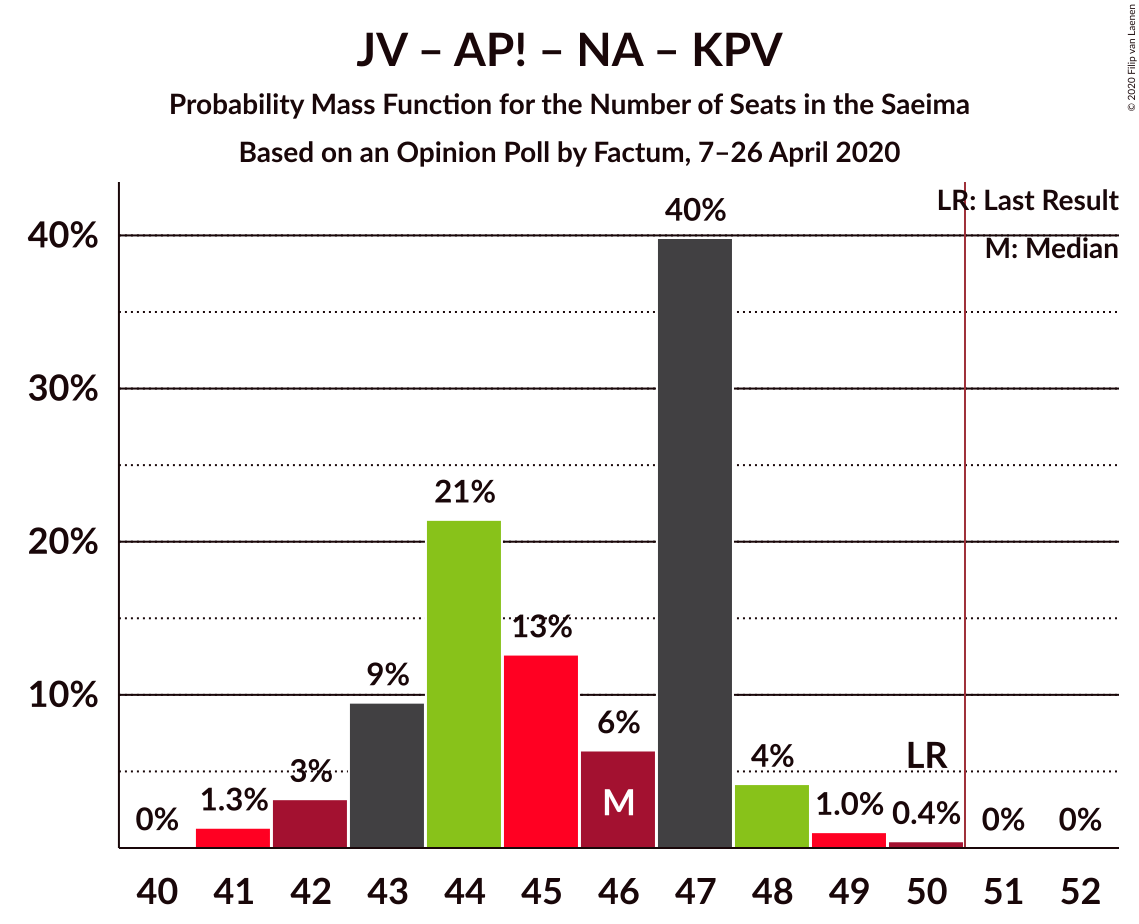 JV – AP! – NA – KPV
Probability Mass Function for the Number of Seats in the Saeima
Based on an Opinion Poll by Factum, 7–26 April 2020
© 2020 Filip van Laenen
LR: Last Result
M: Median
40%
30%
20%
10%
0%
1.3%
3%
9%
21%
13%
6%
40%
4%
1.0%
0.4%
0%
0%
LR
M
40 41 42 43 44 45 46 47 48 49 50 51 52